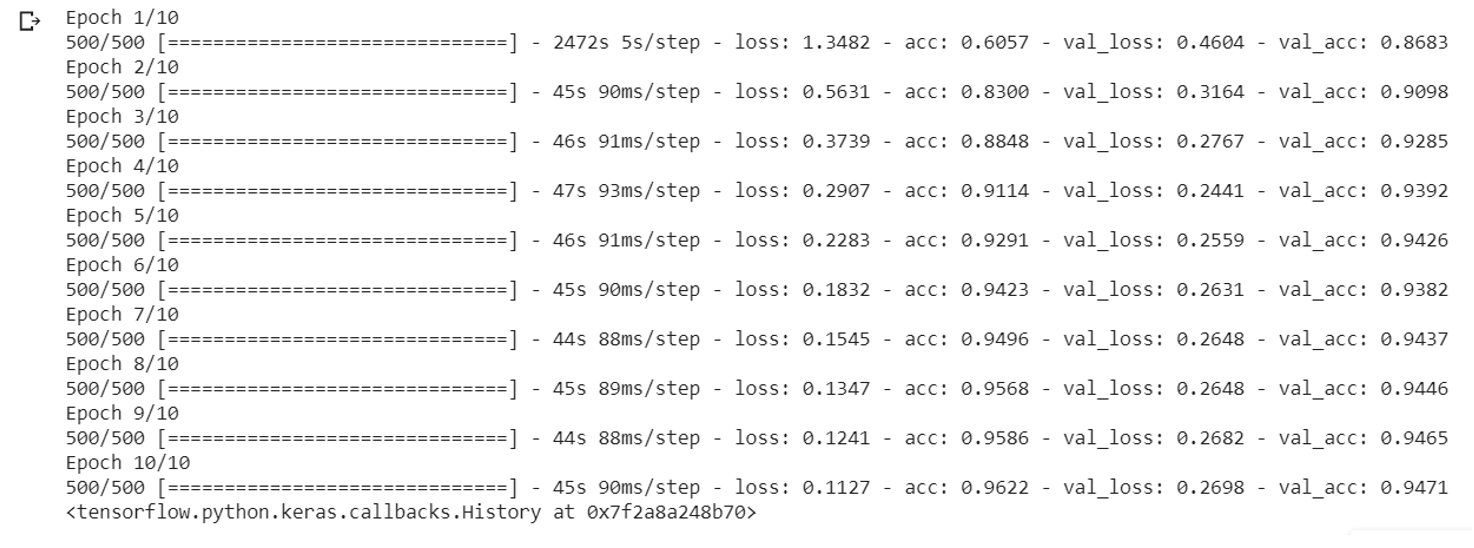 Epoch 1/10
500/500 [==============================] - 2472s 5s/step - loss: 1.3482 - acc: 0.6057 - val_loss: 0.4604 - val_acc: 0.8683
Epoch 2/10
500/500 [==============================] - 45s 90ms/step - loss: 0.5631 - acc: 0.8300 - val_loss: 0.3164 - val_acc: 0.9098
Epoch 3/10
500/500 [==============================] - 46s 91ms/step - loss: 0.3739 - acc: 0.8848 - val_loss: 0.2767 - val_acc: 0.9285
Epoch 4/10
500/500 [==============================] - 47s 93ms/step - loss: 0.2907 - acc: 0.9114 - val_loss: 0.2441 - val_acc: 0.9392
Epoch 5/10
500/500 [==============================] - 46s 91ms/step - loss: 0.2283 - acc: 0.9291 - val_loss: 0.2559 - val_acc: 0.9426
Epoch 6/10
500/500 [==============================] - 45s 90ms/step - loss: 0.1832 - acc: 0.9423 - val_loss: 0.2631 - val_acc: 0.9382
Epoch 7/10
500/500 [==============================] - 44s 88ms/step - loss: 0.1545 - acc: 0.9496 - val_loss: 0.2648 - val_acc: 0.9437
Epoch 8/10
500/500 [==============================] - 45s 89ms/step - loss: 0.1347 - acc: 0.9568 - val_loss: 0.2648 - val_acc: 0.9446
Epoch 9/10
500/500 [==============================] - 44s 88ms/step - loss: 0.1241 - acc: 0.9586 - val_loss: 0.2682 - val_acc: 0.9465
Epoch 10/10
500/500 [==============================] - 45s 90ms/step - loss: 0.1127 - acc: 0.9622 - val_loss: 0.2698 - val_acc: 0.9471
<tensorflow.python.keras.callbacks.History at 0x7f2a8a248b70>